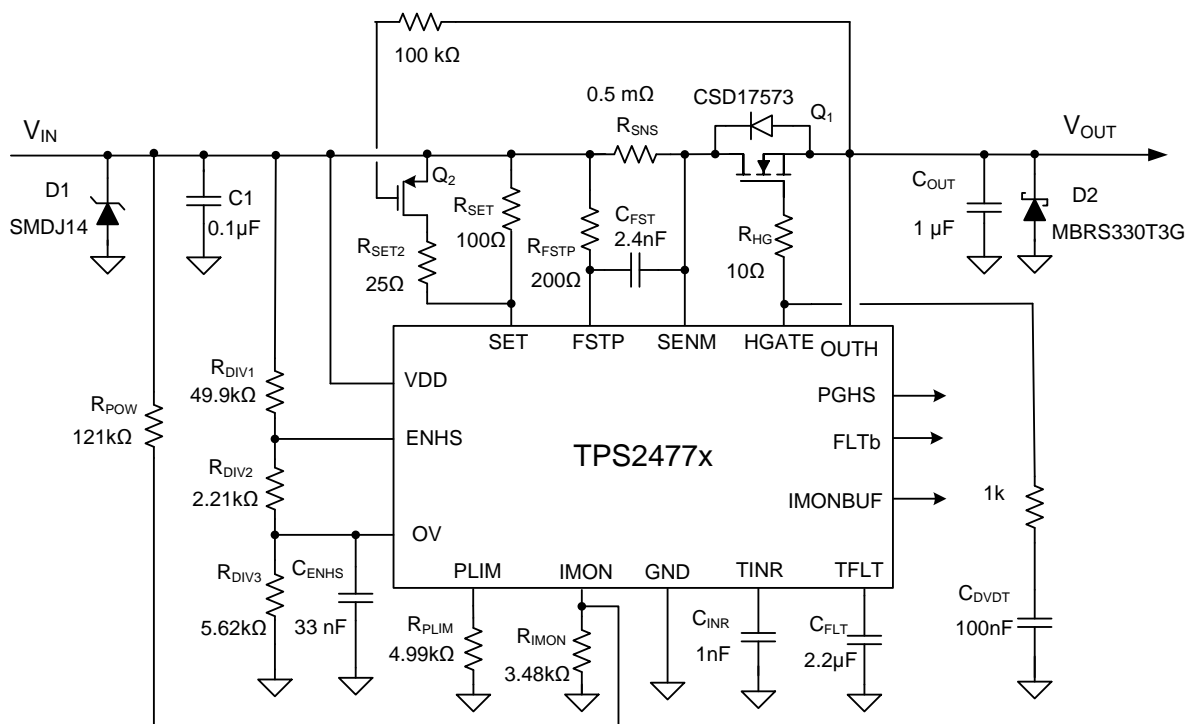 100 kΩ
0.5 mΩ
CSD17573
V_IN
R_SNS
Q₁
V_OUT
D1
SMDJ14
C1
0.1µF
Q₂
R_SET
100Ω
R_SET2
25Ω
R_FSTP
200Ω
C_FST
2.4nF
R_HG
10Ω
C_OUT
1 µF
D2
MBRS330T3G
SET
FSTP
SENM
HGATE
OUTH
VDD
ENHS
OV
TPS2477x
PGHS
FLTb
IMONBUF
R_POW
121kΩ
R_DIV1
49.9kΩ
R_DIV2
2.21kΩ
R_DIV3
5.62kΩ
C_ENHS
33 nF
PLIM
IMON
GND
TINR
TFLT
R_PLIM
4.99kΩ
R_IMON
3.48kΩ
C_INR
1nF
C_FLT
2.2µF
1k
C_DVDT
100nF